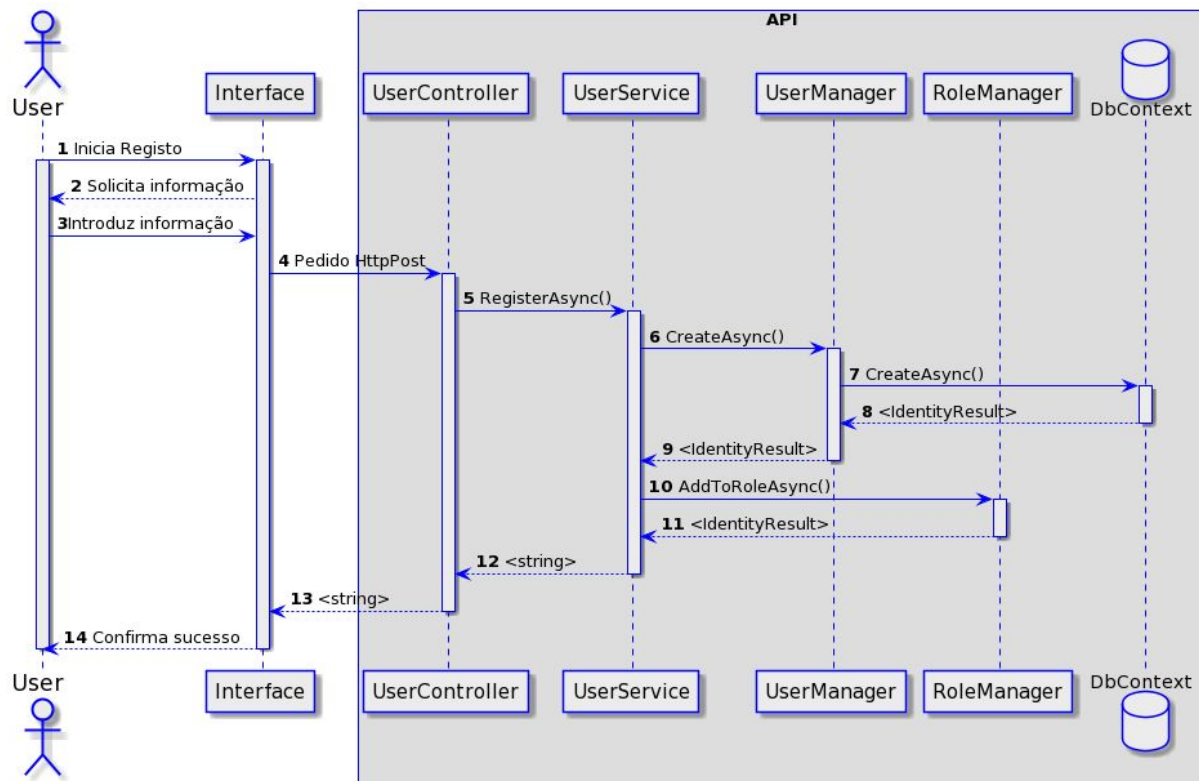 API
User
Interface
UserController
UserService
UserManager
RoleManager
DbContext
1 Inicia Registo
2 Solicita informação
3Introduz informação
4 Pedido HttpPost
5 RegisterAsync()
6 CreateAsync()
7 CreateAsync()
8 <IdentityResult>
9 <IdentityResult>
10 AddToRoleAsync()
11 <IdentityResult>
12 <string>
13 <string>
14 Confirma sucesso
User
Interface
UserController
UserService
UserManager
RoleManager
DbContext